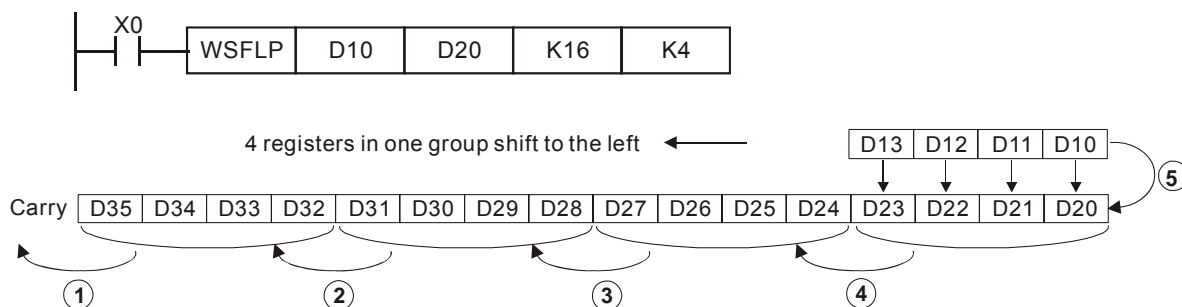 X0
WSFLP D10 D20 K16 K4
4 registers in one group shift to the left
D13 D12 D11 D10
5
Carry D35 D34 D33 D32 D31 D30 D29 D28 D27 D26 D25 D24 D23 D22 D21 D20
1 2 3 4